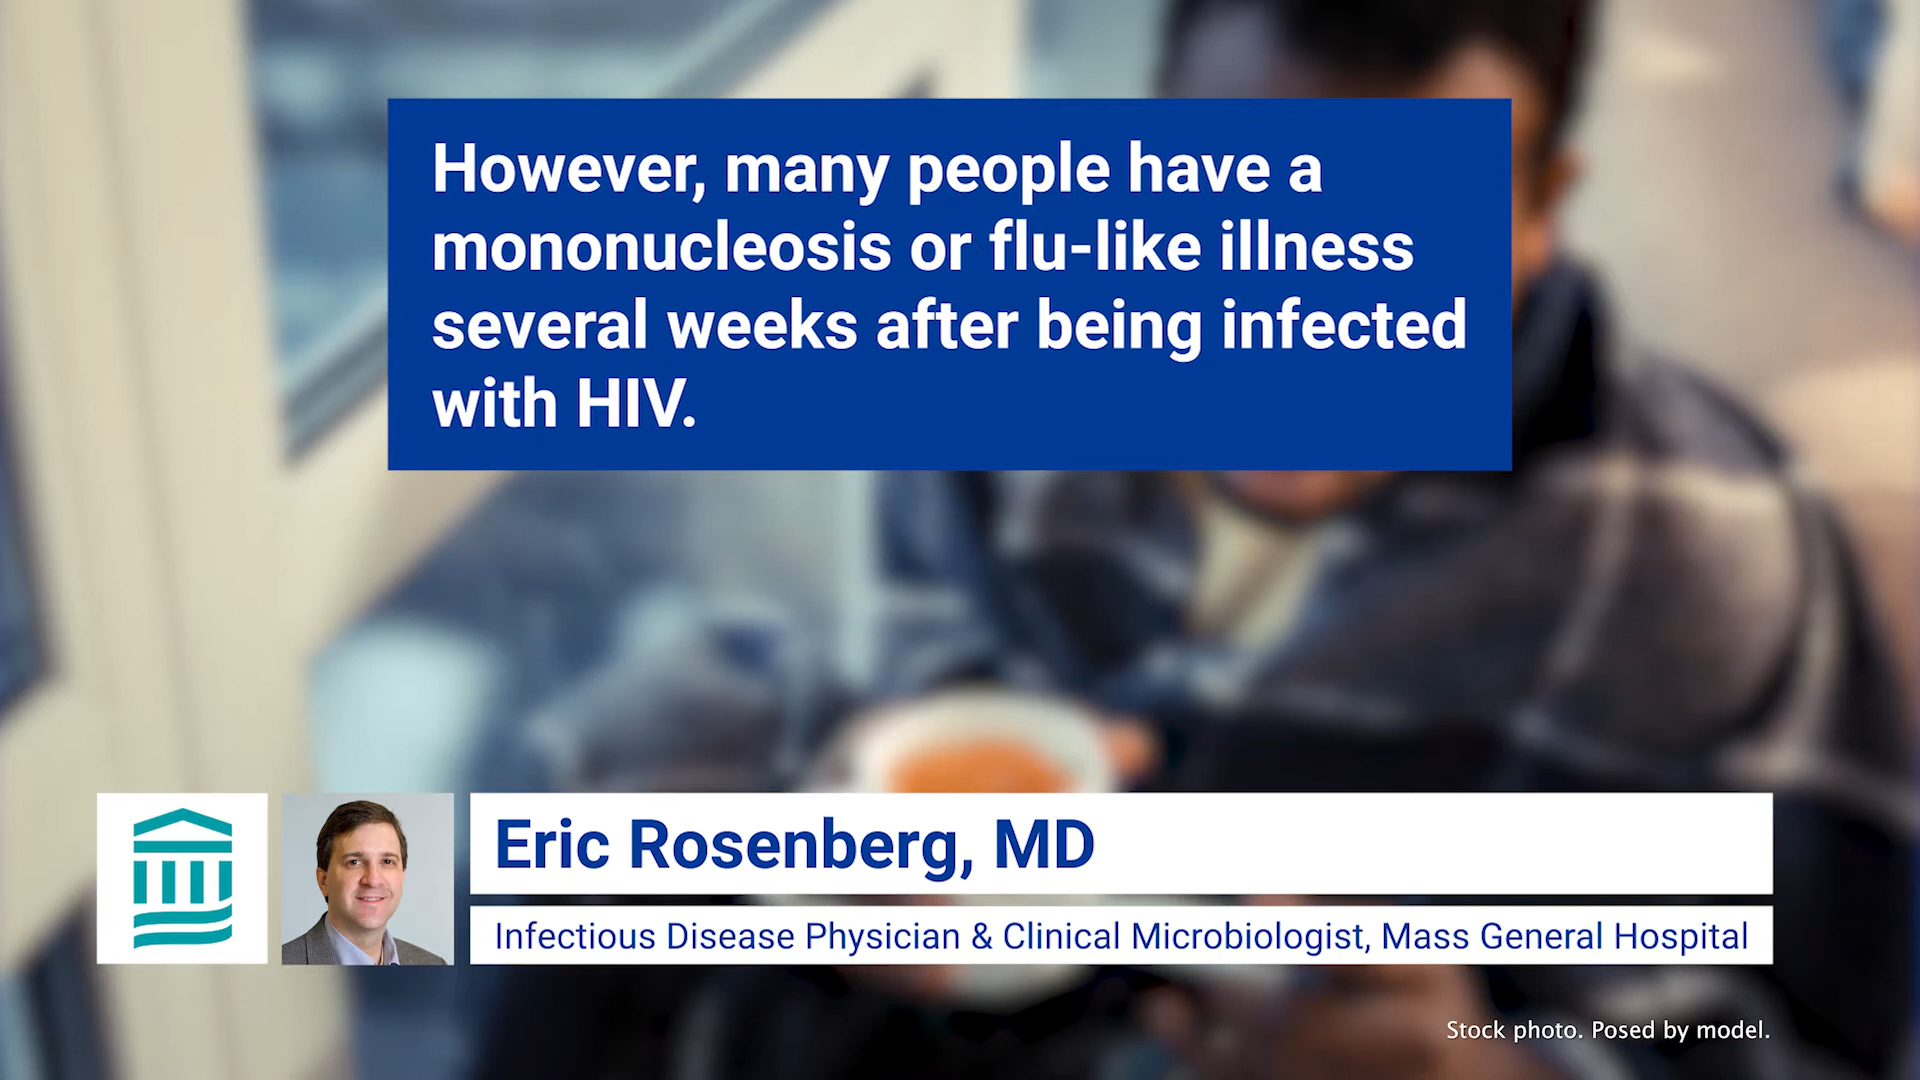 However, many people have a
mononucleosis or flu-like illness
several weeks after being infected
with HIV.
Eric Rosenberg, MD
Infectious Disease Physician & Clinical Microbiologist, Mass General Hospital
Stock photo. Posed by model.